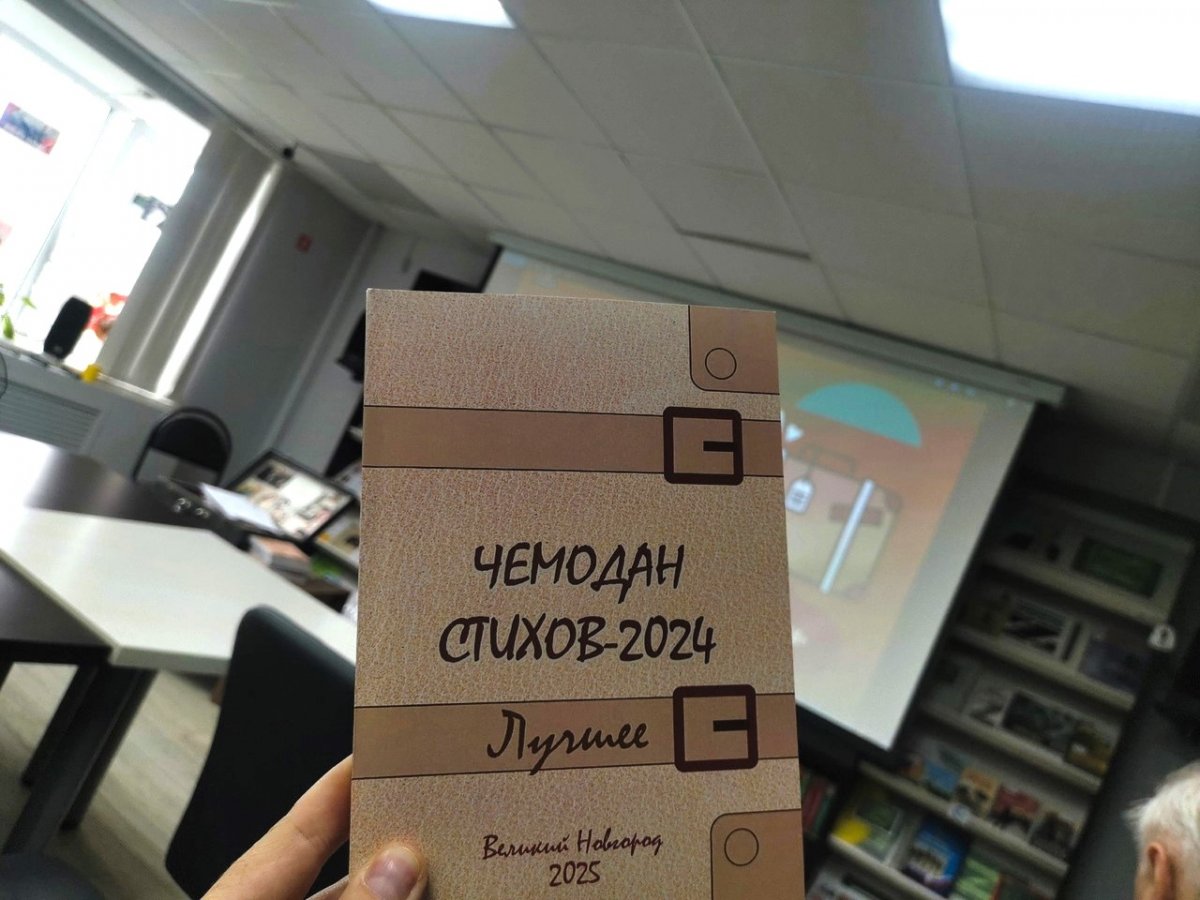 ЧЕМОДАН
СТИХОВ-2024
Лучшее
Великий Новгород
2025